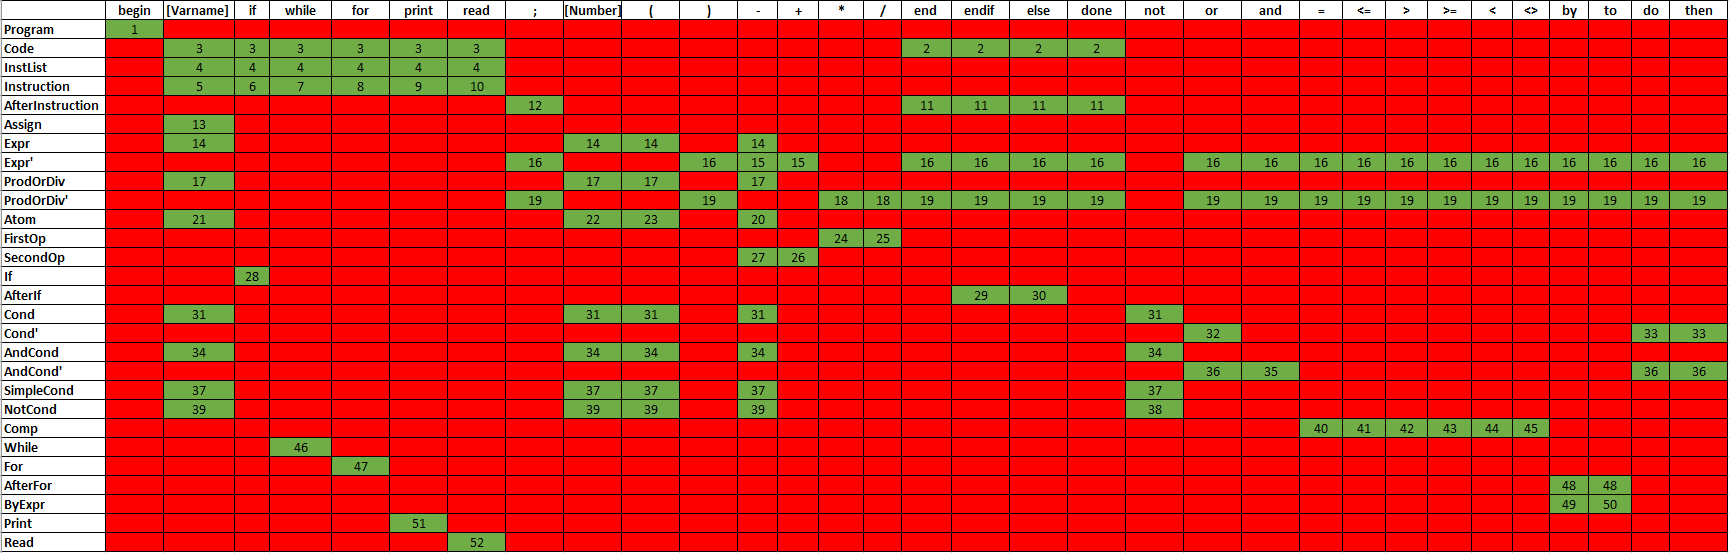 begin [Varname] if while for print read ; [Number] ( ) - + * / end endif else done not or and = <= > >= < <> by to do then
Program 1
Code 3 3 3 3 3 3 2 2 2 2
InstList 4 4 4 4 4 4
Instruction 5 6 7 8 9 10
AfterInstruction 12 11 11 11 11
Assign 13
Expr 14 14 14 14
Expr' 16 16 15 15 16 16 16 16 16 16 16 16 16 16 16 16 16 16 16 16
ProdOrDiv 17 17 17 17
ProdOrDiv' 19 19 18 18 19 19 19 19 19 19 19 19 19 19 19 19 19 19 19 19
Atom 21 22 23 20
FirstOp 24 25
SecondOp 27 26
If 28
AfterIf 29 30
Cond 31 31 31 31 31
Cond' 32 33 33
AndCond 34 34 34 34 34
AndCond' 36 35 36 36
SimpleCond 37 37 37 37 37
NotCond 39 39 39 39 38
Comp 40 41 42 43 44 45
While 46
For 47
AfterFor 48 48
ByExpr 49 50
Print 51
Read 52